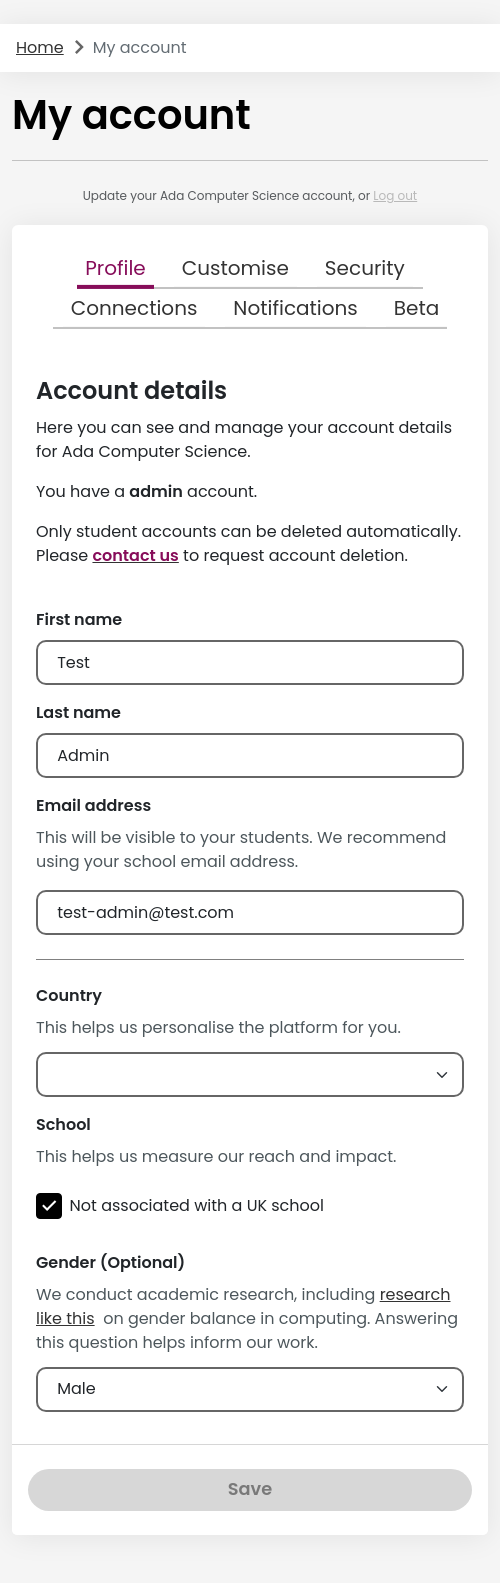 Home > My account
My account
Update your Ada Computer Science account, or Log out
Profile Customise Security
Connections Notifications Beta
Account details
Here you can see and manage your account details
for Ada Computer Science.
You have a admin account.
Only student accounts can be deleted automatically.
Please contact us to request account deletion.
First name
Test
Last name
Admin
Email address
This will be visible to your students. We recommend
using your school email address.
test-admin@test.com
Country
This helps us personalise the platform for you.
School
This helps us measure our reach and impact.
Not associated with a UK school
Gender (Optional)
We conduct academic research, including research
like this on gender balance in computing. Answering
this question helps inform our work.
Male
Save